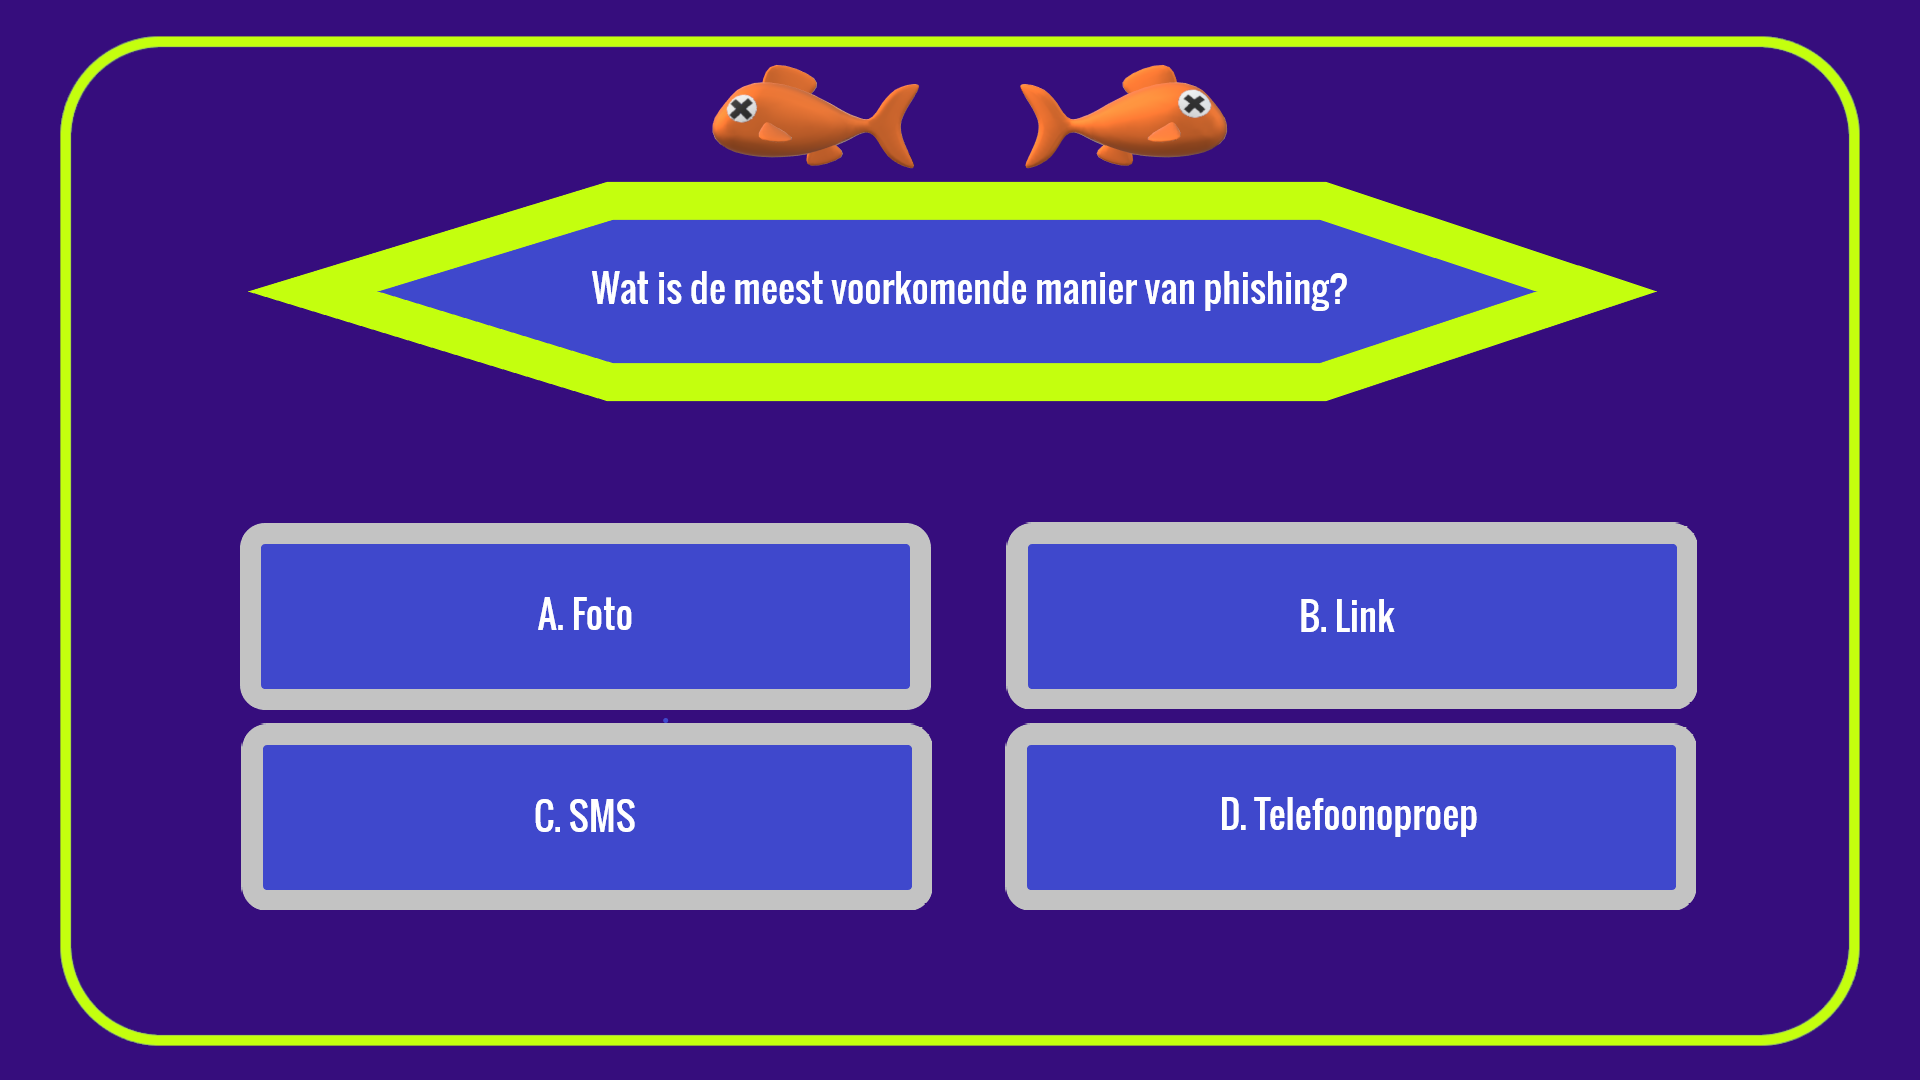 Wat is de meest voorkomende manier van phishing?
A. Foto
B. Link
C. SMS
D. Telefoonoproep